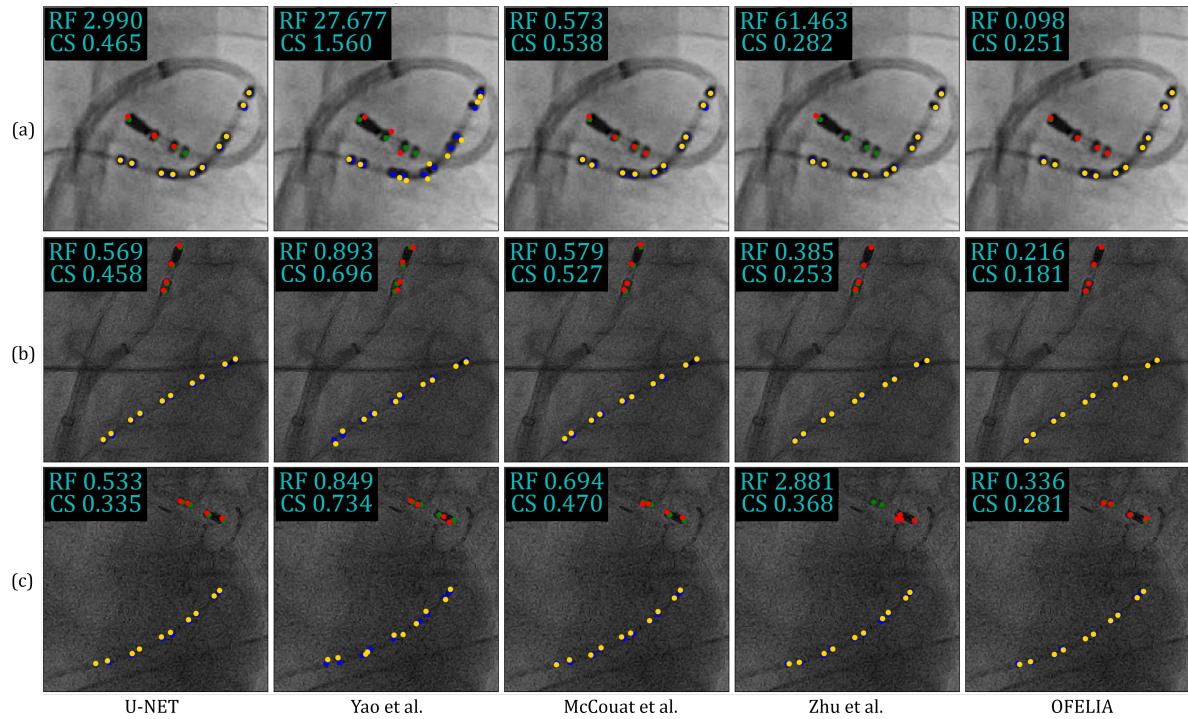 RF 2.990
CS 0.465
RF 27.677
CS 1.560
RF 0.573
CS 0.538
RF 61.463
CS 0.282
RF 0.098
CS 0.251
(a)
RF 0.569
CS 0.458
RF 0.893
CS 0.696
RF 0.579
CS 0.527
RF 0.385
CS 0.253
RF 0.216
CS 0.181
(b)
RF 0.533
CS 0.335
RF 0.849
CS 0.734
RF 0.694
CS 0.470
RF 2.881
CS 0.368
RF 0.336
CS 0.281
(c)
U-NET
Yao et al.
McCouat et al.
Zhu et al.
OFELIA